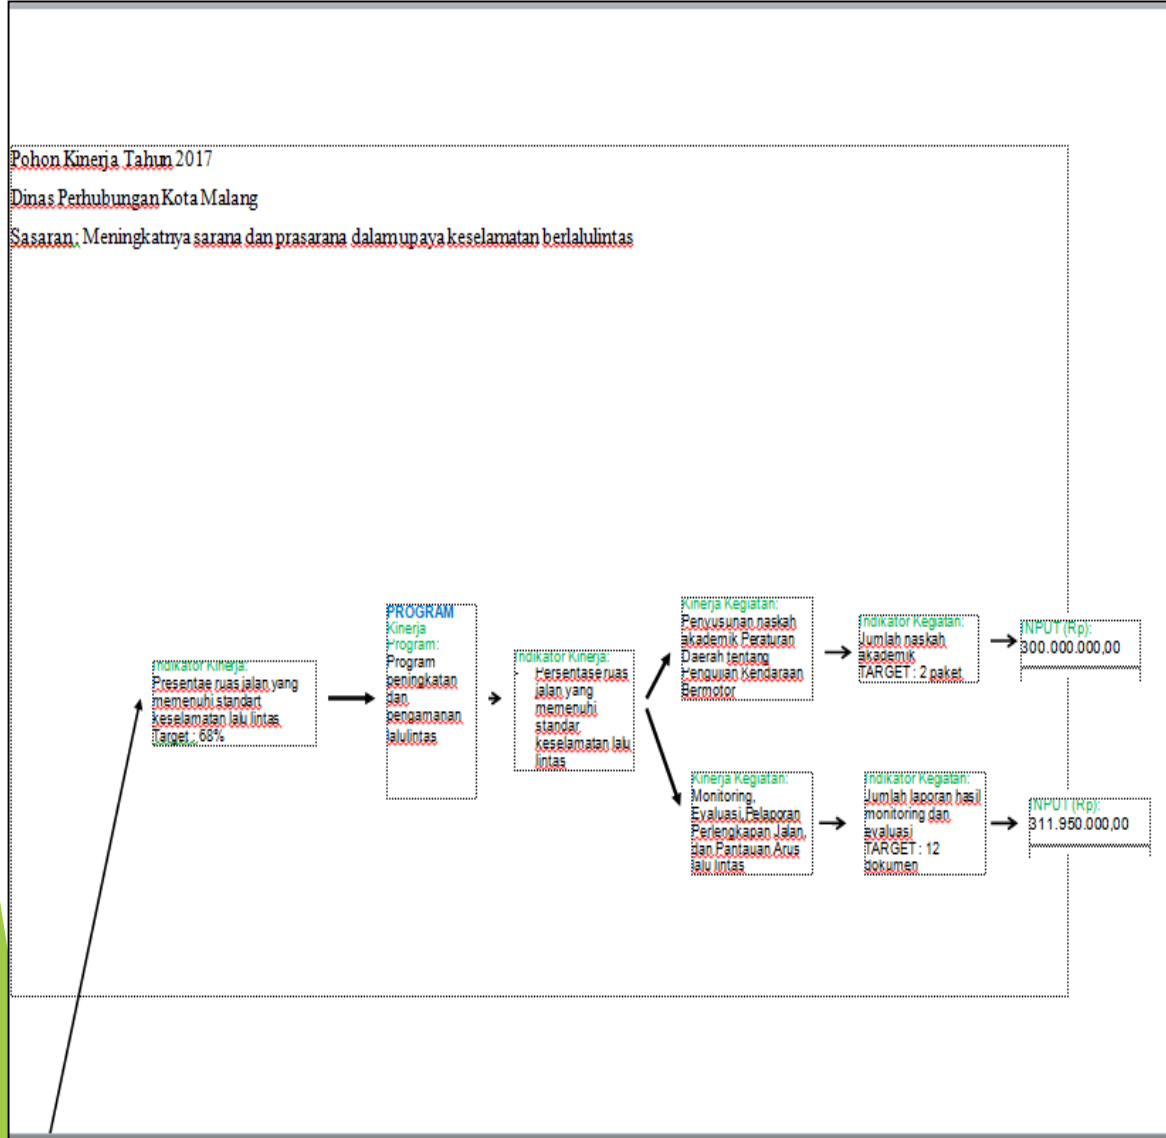 Pohon Kinerja Tahun 2017
Dinas Perhubungan Kota Malang
Sasaran : Meningkatnya sarana dan prasarana dalam upaya keselamatan berlalulintas
Indikator Kinerja:
Presentae ruas jalan yang
memenuhi standart
keselamatan lalu lintas
Target : 68%
PROGRAM
Kinerja
Program:
Program
peningkatan
dan
pengamanan
lalulintas
Indikator Kinerja:
- Persentase ruas
jalan yang
memenuhi
standar
keselamatan lalu
lintas
Kinerja Kegiatan:
Penyusunan naskah
akademik Peraturan
Daerah tentang
Pengujian Kendaraan
Bermotor
Indikator Kegiatan:
Jumlah naskah
akademik
TARGET : 2 paket
INPUT (Rp):
300.000.000,00
Kinerja Kegiatan:
Monitoring,
Evaluasi,Pelaporan
Perlengkapan Jalan,
dan Pantauan Arus
lalu lintas
Indikator Kegiatan:
Jumlah laporan hasil
monitoring dan
evaluasi
TARGET : 12
dokumen
INPUT (Rp):
311.950.000,00